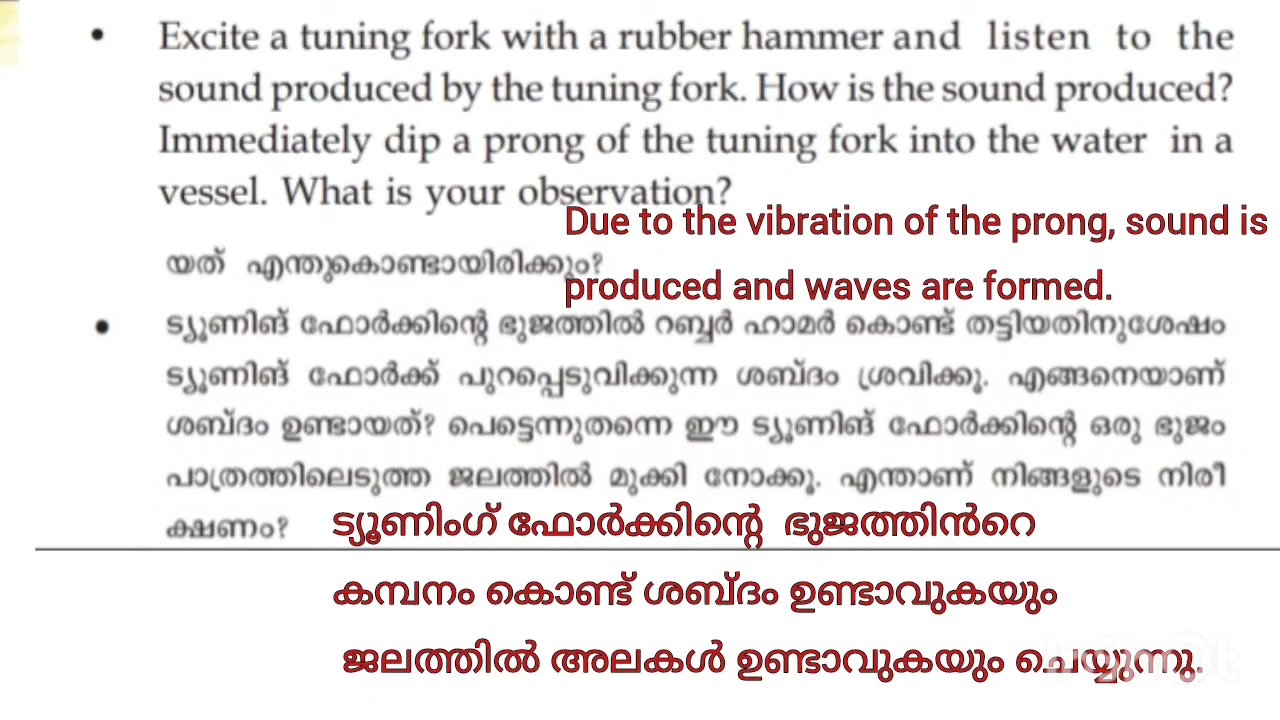 • Excite a tuning fork with a rubber hammer and listen to the
sound produced by the tuning fork. How is the sound produced?
Immediately dip a prong of the tuning fork into the water in a
vessel. What is your observation?
Due to the vibration of the prong, sound is
യത് എന്തുകൊണ്ടായിരിക്കും?
produced and waves are formed.
• ട്യൂണിങ് ഫോർക്കിന്റെ ഭുജത്തിൽ റബ്ബർ ഹാമർ കൊണ്ട് തട്ടിയതിനുശേഷം
ട്യൂണിങ് ഫോർക്ക് പുറപ്പെടുവിക്കുന്ന ശബ്ദം ശ്രവിക്കൂ. എങ്ങനെയാണ്
ശബ്ദം ഉണ്ടായത്? പെട്ടെന്നുതന്നെ ഈ ട്യൂണിങ് ഫോർക്കിന്റെ ഒരു ഭുജം
പാത്രത്തിലെടുത്ത ജലത്തിൽ മുക്കി നോക്കൂ. എന്താണ് നിങ്ങളുടെ നിരീ
ക്ഷണം?
ട്യൂണിംഗ് ഫോർക്കിന്റെ ഭുജത്തിൻറെ
കമ്പനം കൊണ്ട് ശബ്ദം ഉണ്ടാവുകയും
ജലത്തിൽ അലകൾ ഉണ്ടാവുകയും ചെയ്യുന്നു.